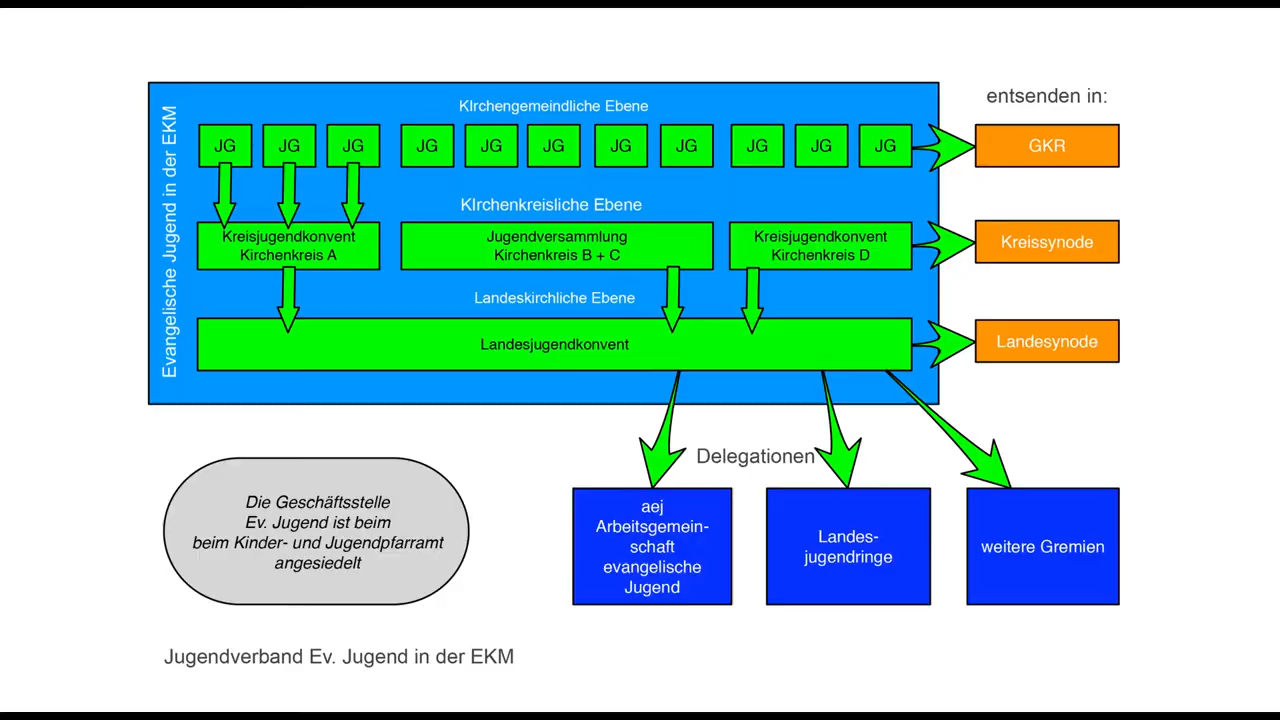 entsenden in:
Evangelische Jugend in der EKM
KIrchengemeindliche Ebene
JG JG JG JG JG JG JG JG JG JG JG
GKR
KIrchenkreisliche Ebene
Kreisjugendkonvent
Kirchenkreis A
Jugendversammlung
Kirchenkreis B + C
Kreisjugendkonvent
Kirchenkreis D
Kreissynode
Landeskirchliche Ebene
Landesjugendkonvent
Landesynode
Delegationen
Die Geschäftsstelle
Ev. Jugend ist beim
beim Kinder- und Jugendpfarramt
angesiedelt
aej
Arbeitsgemein-
schaft
evangelische
Jugend
Landes-
jugendringe
weitere Gremien
Jugendverband Ev. Jugend in der EKM